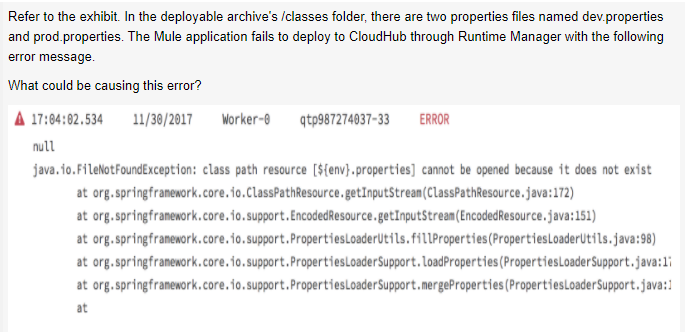 Refer to the exhibit. In the deployable archive's /classes folder, there are two properties files named dev.properties
and prod.properties. The Mule application fails to deploy to CloudHub through Runtime Manager with the following
error message.
What could be causing this error?
17:04:02.534 11/30/2017 Worker-0 qtp987274037-33 ERROR
null
java.io.FileNotFoundException: class path resource [${env}.properties] cannot be opened because it does not exist
at org.springframework.core.io.ClassPathResource.getInputStream(ClassPathResource.java:172)
at org.springframework.core.io.support.EncodedResource.getInputStream(EncodedResource.java:151)
at org.springframework.core.io.support.PropertiesLoaderUtils.fillProperties(PropertiesLoaderUtils.java:98)
at org.springframework.core.io.support.PropertiesLoaderSupport.loadProperties(PropertiesLoaderSupport.java:1
at org.springframework.core.io.support.PropertiesLoaderSupport.mergeProperties(PropertiesLoaderSupport.java:
at